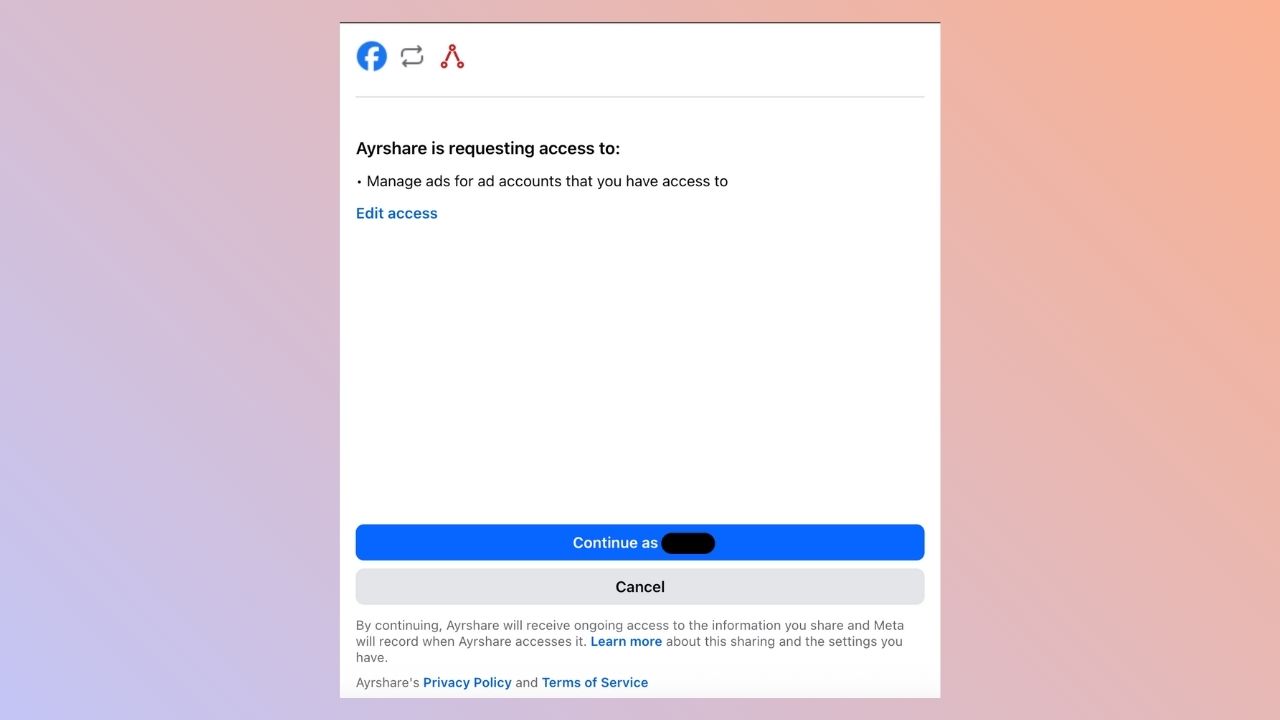 Ayrshare is requesting access to:
• Manage ads for ad accounts that you have access to
Edit access
Continue as
Cancel
By continuing, Ayrshare will receive ongoing access to the information you share and Meta
will record when Ayrshare accesses it. Learn more about this sharing and the settings you
have.
Ayrshare's Privacy Policy and Terms of Service